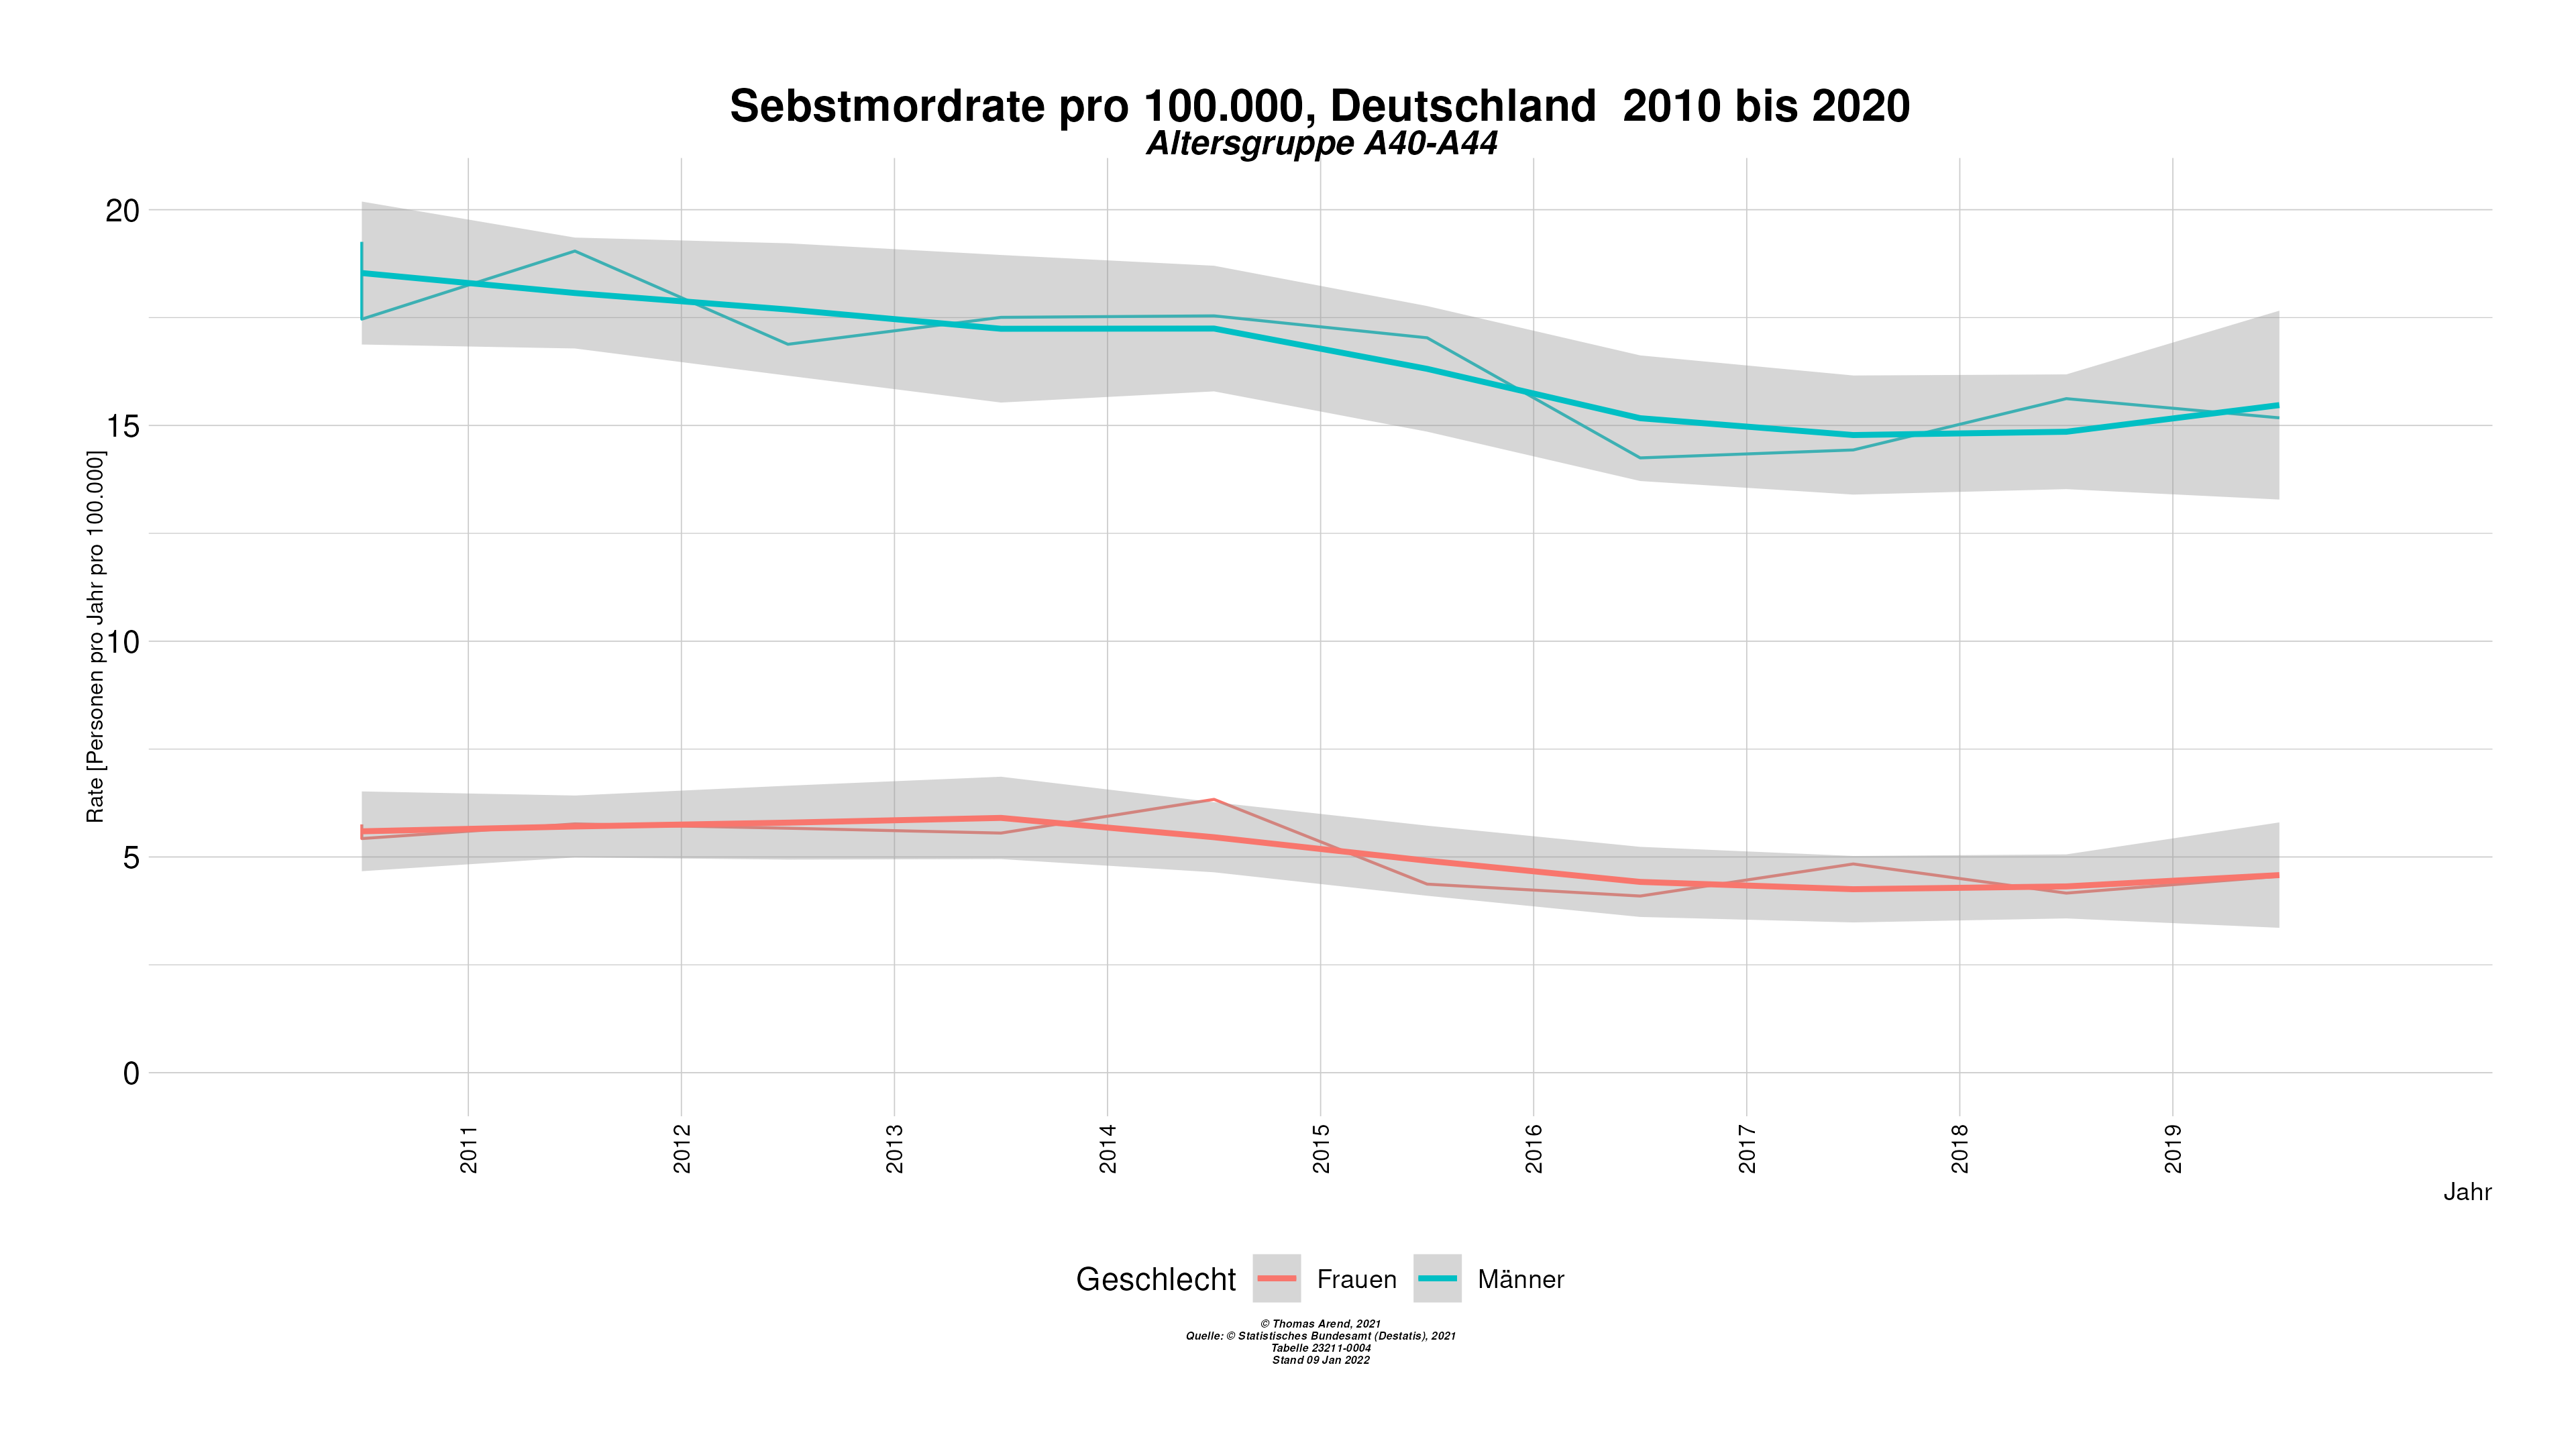 Sebstmordrate pro 100.000, Deutschland  2010 bis 2020
Altersgruppe A40-A44
Rate [Personen pro Jahr pro 100.000]
20
15
10
5
0
2011
2012
2013
2014
2015
2016
2017
2018
2019
Jahr
Geschlecht Frauen Männer
© Thomas Arend, 2021
Quelle: © Statistisches Bundesamt (Destatis), 2021
Tabelle 23211-0004
Stand 09 Jan 2022